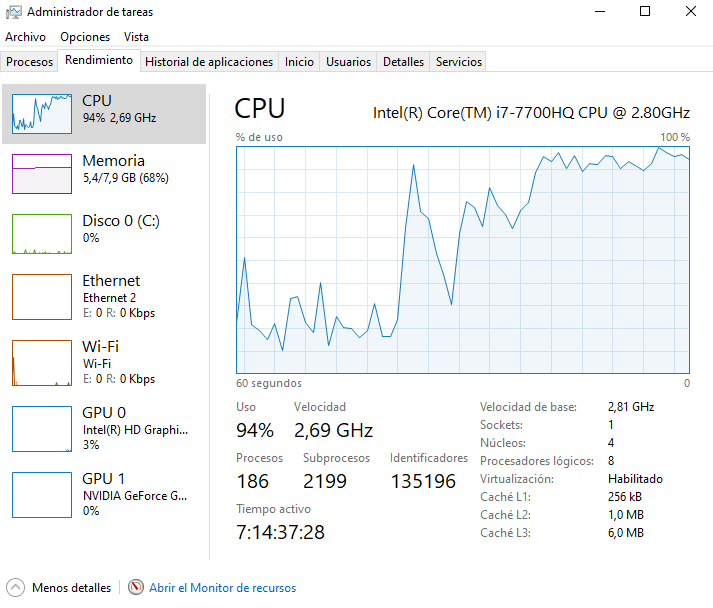 Administrador de tareas
Archivo Opciones Vista
Procesos Rendimiento Historial de aplicaciones Inicio Usuarios Detalles Servicios
CPU
94% 2,69 GHz
Memoria
5,4/7,9 GB (68%)
Disco 0 (C:)
0%
Ethernet
Ethernet 2
E: 0 R: 0 Kbps
Wi-Fi
Wi-Fi
E: 0 R: 0 Kbps
GPU 0
Intel(R) HD Graphi...
3%
GPU 1
NVIDIA GeForce G...
0%
CPU Intel(R) Core(TM) i7-7700HQ CPU @ 2.80GHz
% de uso 100 %
60 segundos 0
Uso Velocidad
94% 2,69 GHz
Procesos Subprocesos Identificadores
186 2199 135196
Tiempo activo
7:14:37:28
Velocidad de base: 2,81 GHz
Sockets: 1
Núcleos: 4
Procesadores lógicos: 8
Virtualización: Habilitado
Caché L1: 256 kB
Caché L2: 1,0 MB
Caché L3: 6,0 MB
Menos detalles Abrir el Monitor de recursos